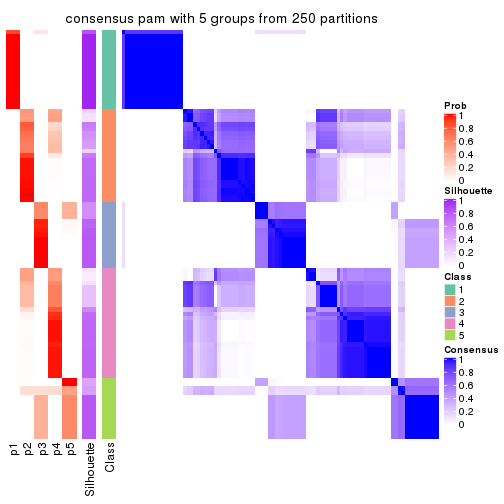 consensus pam with 5 groups from 250 partitions
Prob
1
0.8
0.6
0.4
0.2
0
Silhouette
1
0.8
0.6
0.4
0.2
0
Class
1
2
3
4
5
Consensus
1
0.8
0.6
0.4
0.2
0
p1
p2
p3
p4
p5
Silhouette
Class